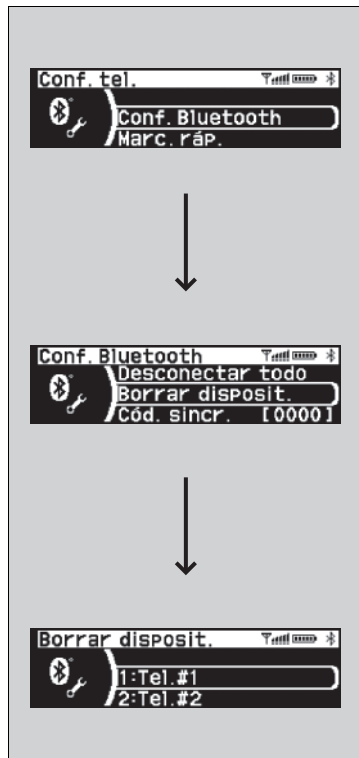 Conf. tel.
Conf. Bluetooth
Marc. ráp.
Conf. Bluetooth
Desconectar todo
Borrar disposit.
Cód. sincr. [0000]
Borrar disposit.
1:Tel.#1
2:Tel.#2